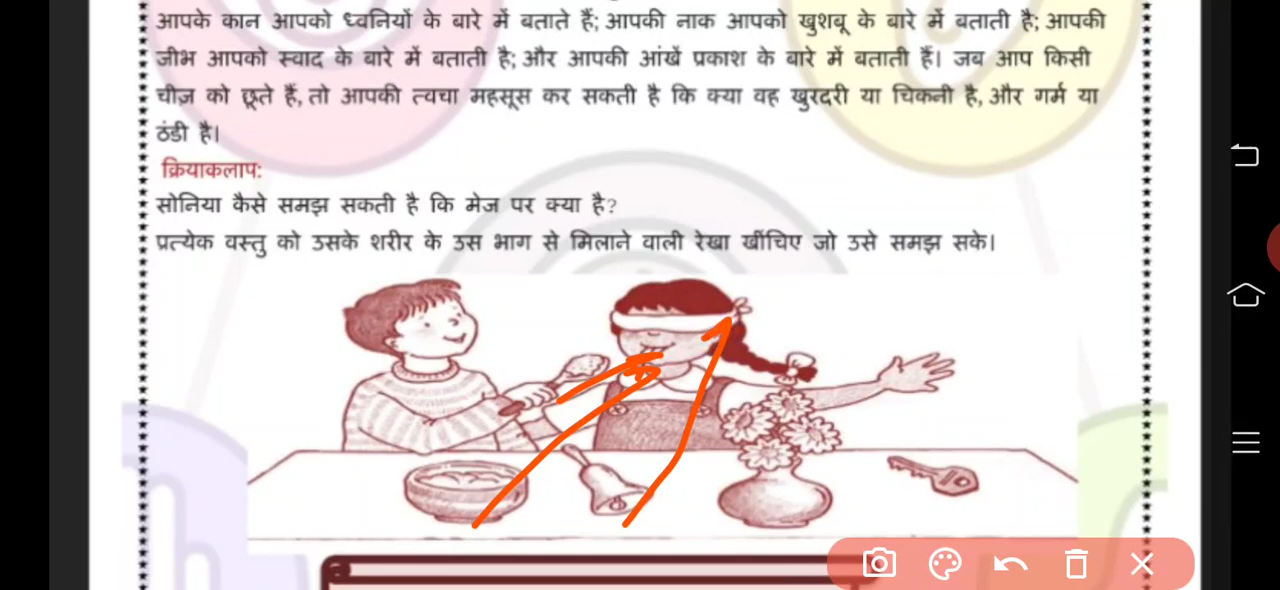 आपके कान आपको ध्वनियों के बारे में बताते हैं; आपकी नाक आपको खुशबू के बारे में बताती है; आपकी
जीभ आपको स्वाद के बारे में बताती है; और आपकी आंखें प्रकाश के बारे में बताती हैं। जब आप किसी
चीज़ को छूते हैं, तो आपकी त्वचा महसूस कर सकती है कि क्या वह खुरदरी या चिकनी है, और गर्म या
ठंडी है।
क्रियाकलाप:
सोनिया कैसे समझ सकती है कि मेज पर क्या है?
प्रत्येक वस्तु को उसके शरीर के उस भाग से मिलाने वाली रेखा खींचिए जो उसे समझ सके।